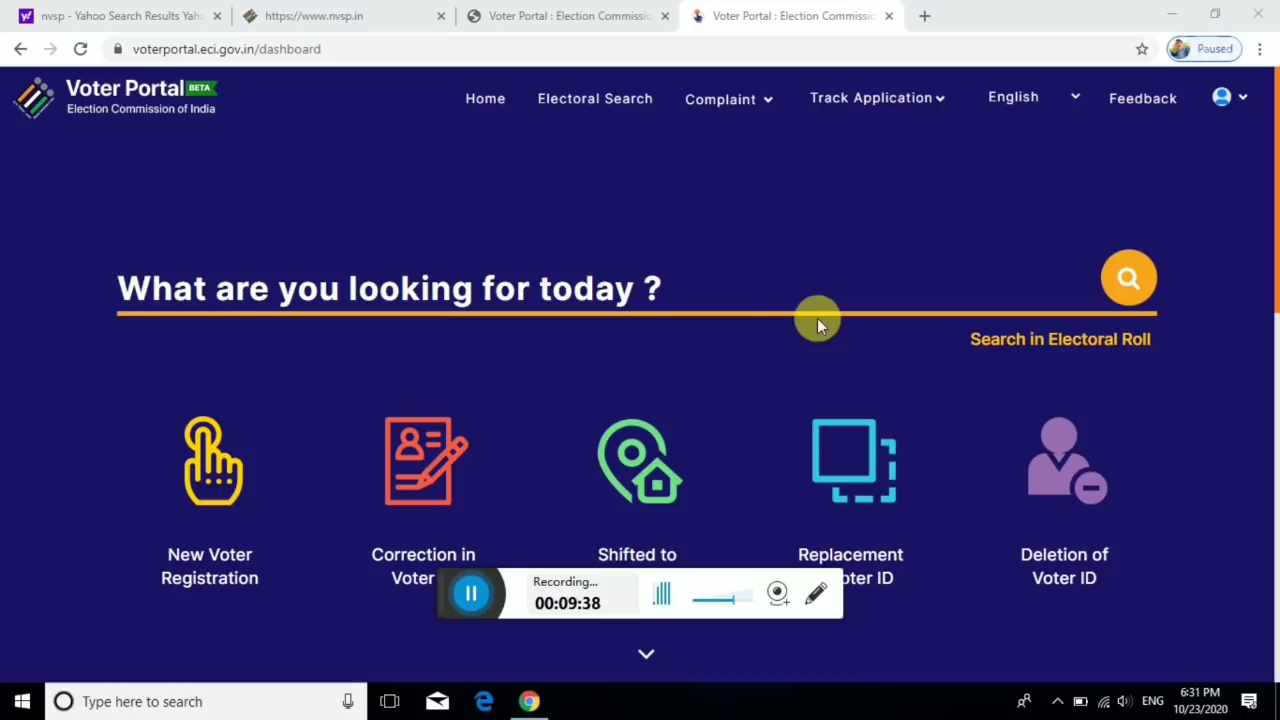 nvsp - Yahoo Search Results Yah
https://www.nvsp.in
Voter Portal : Election Commissio
Voter Portal : Election Commissio
voterportal.eci.gov.in/dashboard
Paused
Voter Portal BETA
Election Commission of India
Home
Electoral Search
Complaint
Track Application
English
Feedback
What are you looking for today ?
Search in Electoral Roll
New Voter
Registration
Correction in
Voter
Shifted to
Replacement
oter ID
Deletion of
Voter ID
Recording...
00:09:38
Type here to search
ENG
6:31 PM
10/23/2020